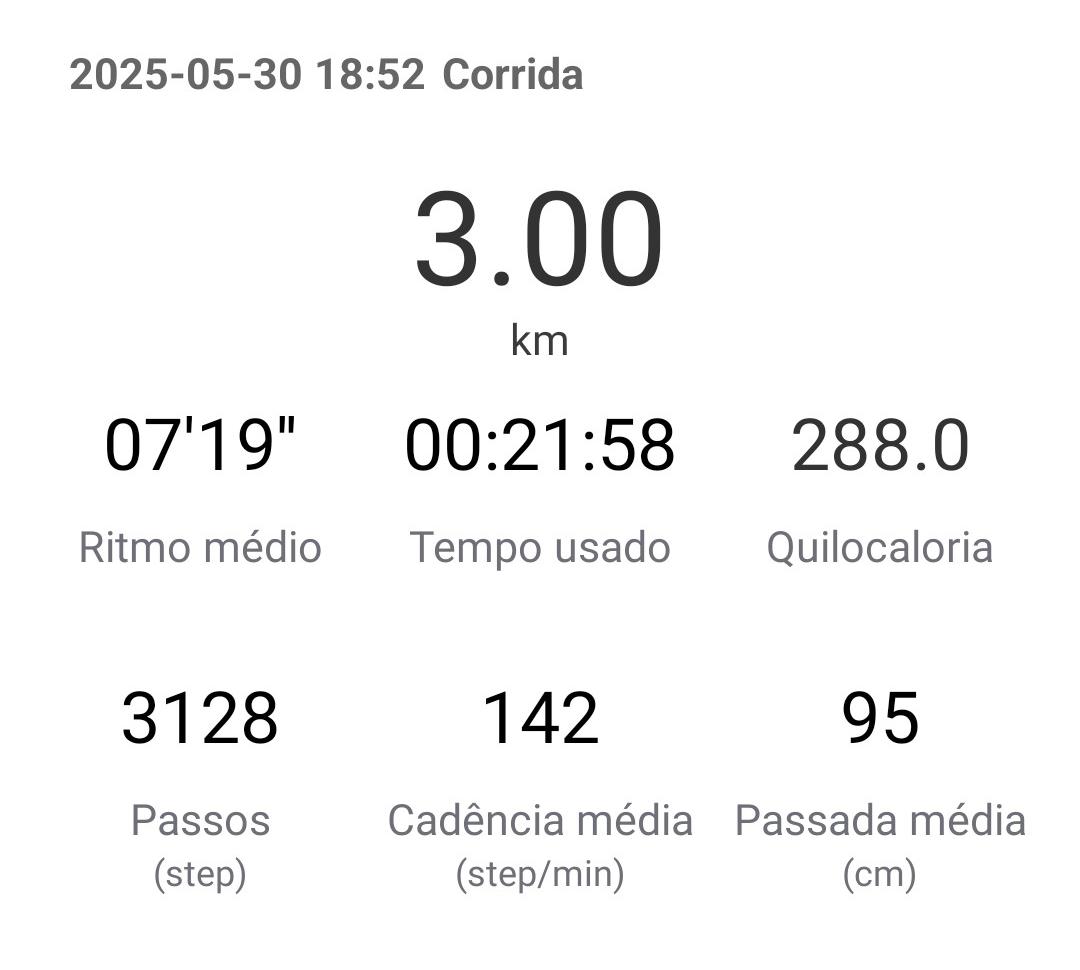 2025-05-30 18:52 Corrida
3.00
km
07'19" 00:21:58 288.0
Ritmo médio Tempo usado Quilocaloria
3128 142 95
Passos Cadência média Passada média
(step) (step/min) (cm)